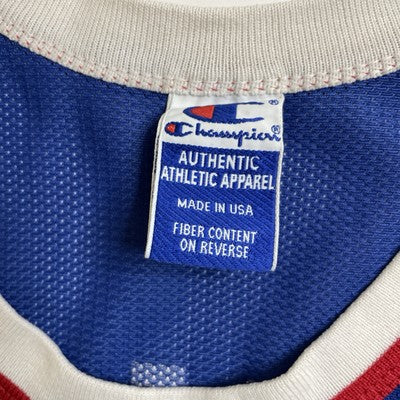 Champion®
AUTHENTIC
ATHLETIC APPAREL
MADE IN USA
FIBER CONTENT
ON REVERSE